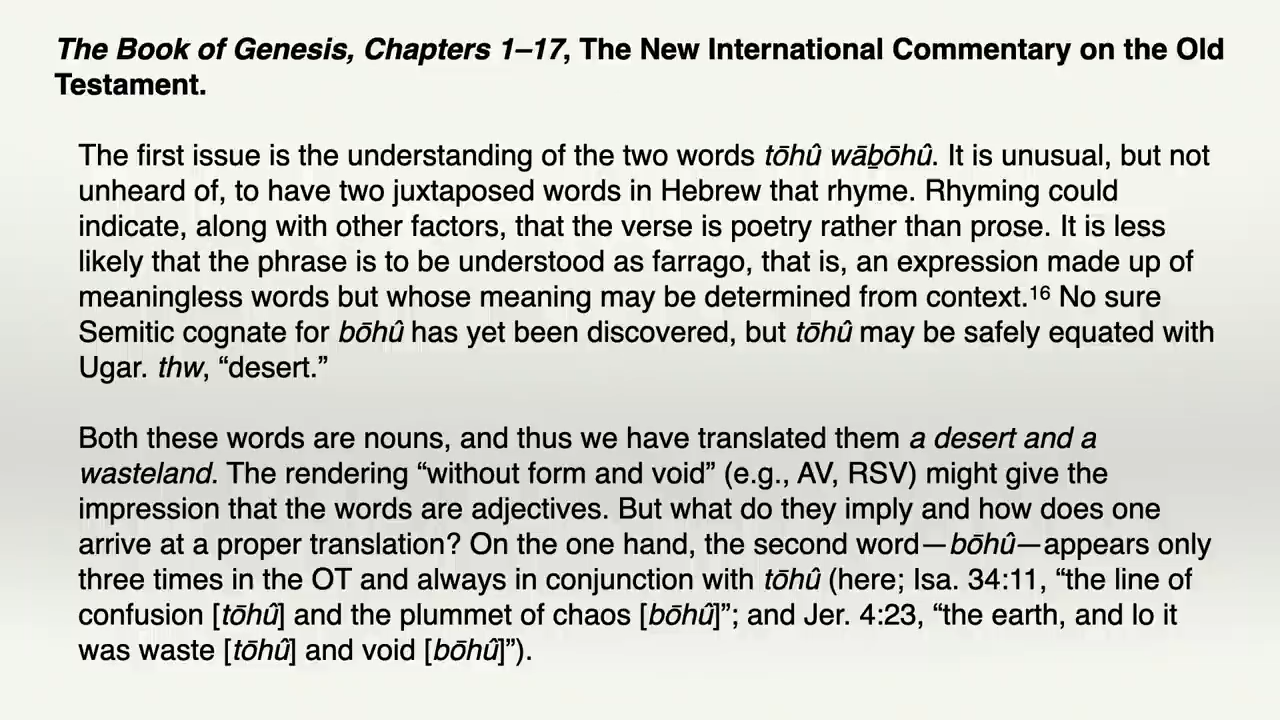 The Book of Genesis, Chapters 1–17, The New International Commentary on the Old
Testament.
The first issue is the understanding of the two words tōhû wāḇōhû. It is unusual, but not
unheard of, to have two juxtaposed words in Hebrew that rhyme. Rhyming could
indicate, along with other factors, that the verse is poetry rather than prose. It is less
likely that the phrase is to be understood as farrago, that is, an expression made up of
meaningless words but whose meaning may be determined from context.¹⁶ No sure
Semitic cognate for bōhû has yet been discovered, but tōhû may be safely equated with
Ugar. thw, “desert.”
Both these words are nouns, and thus we have translated them a desert and a
wasteland. The rendering “without form and void” (e.g., AV, RSV) might give the
impression that the words are adjectives. But what do they imply and how does one
arrive at a proper translation? On the one hand, the second word—bōhû—appears only
three times in the OT and always in conjunction with tōhû (here; Isa. 34:11, “the line of
confusion [tōhû] and the plummet of chaos [bōhû]”; and Jer. 4:23, “the earth, and lo it
was waste [tōhû] and void [bōhû]”).